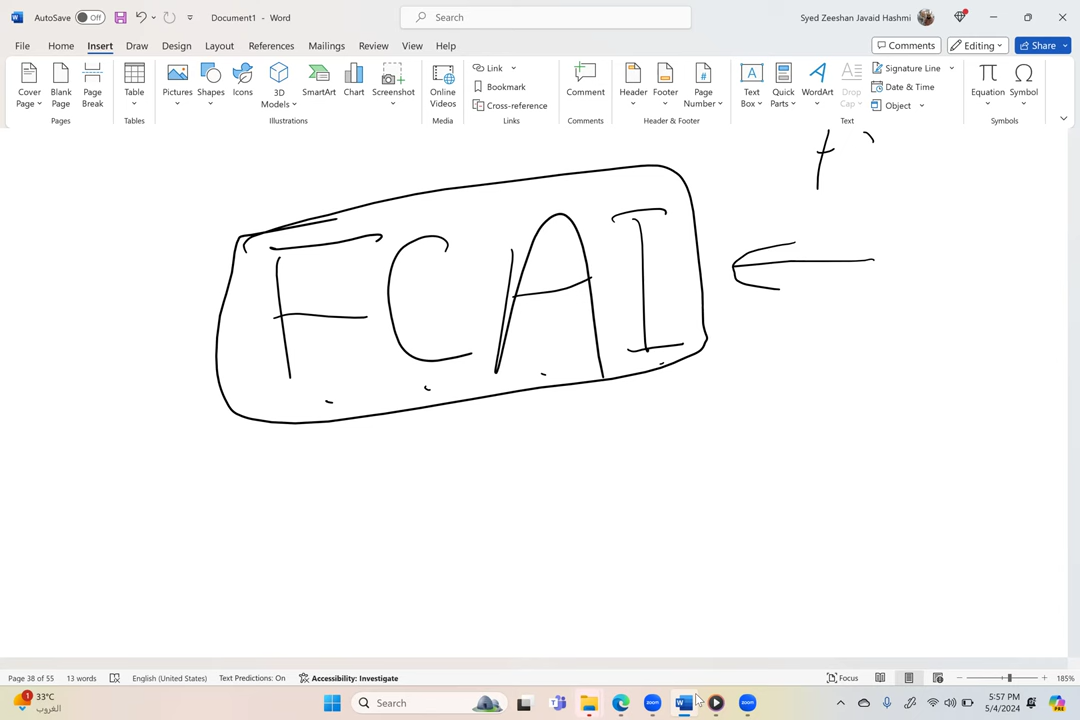 AutoSave Off Document1 - Word Search Syed Zeeshan Javaid Hashmi
File Home Insert Draw Design Layout References Mailings Review View Help Comments Editing Share
Cover Page Blank Page Page Break Table Pictures Shapes Icons 3D Models SmartArt Chart Screenshot Online Videos Link Bookmark Cross-reference Comment Header Footer Page Number Text Box Quick Parts WordArt Drop Cap Signature Line Date & Time Object Equation Symbol
Pages Tables Illustrations Media Links Comments Header & Footer Text Symbols
FCAI
Page 38 of 55 13 words English (United States) Text Predictions: On Accessibility: Investigate Focus 185%
1 33°C
الغروب
Search
5:57 PM
5/4/2024